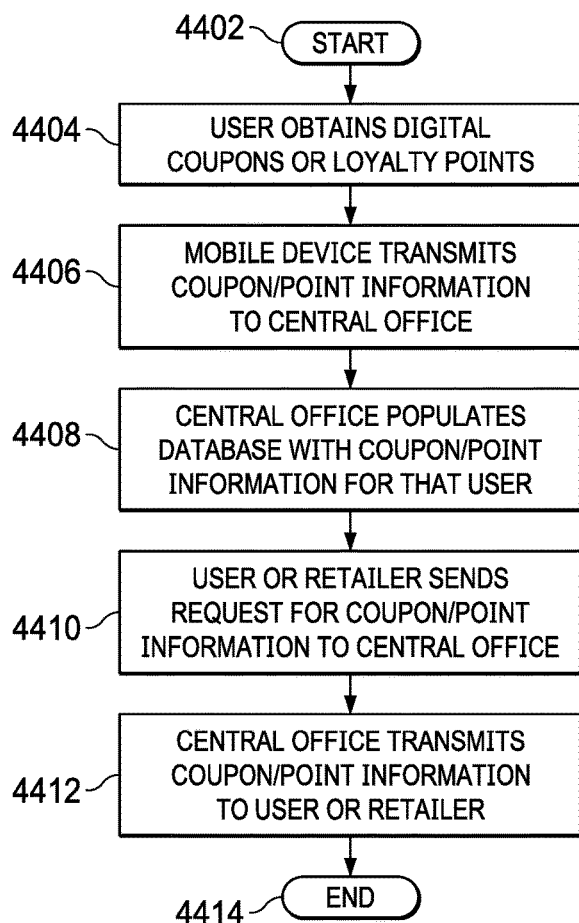 4402
START
4404
USER OBTAINS DIGITAL
COUPONS OR LOYALTY POINTS
4406
MOBILE DEVICE TRANSMITS
COUPON/POINT INFORMATION
TO CENTRAL OFFICE
4408
CENTRAL OFFICE POPULATES
DATABASE WITH COUPON/POINT
INFORMATION FOR THAT USER
4410
USER OR RETAILER SENDS
REQUEST FOR COUPON/POINT
INFORMATION TO CENTRAL OFFICE
4412
CENTRAL OFFICE TRANSMITS
COUPON/POINT INFORMATION
TO USER OR RETAILER
4414
END